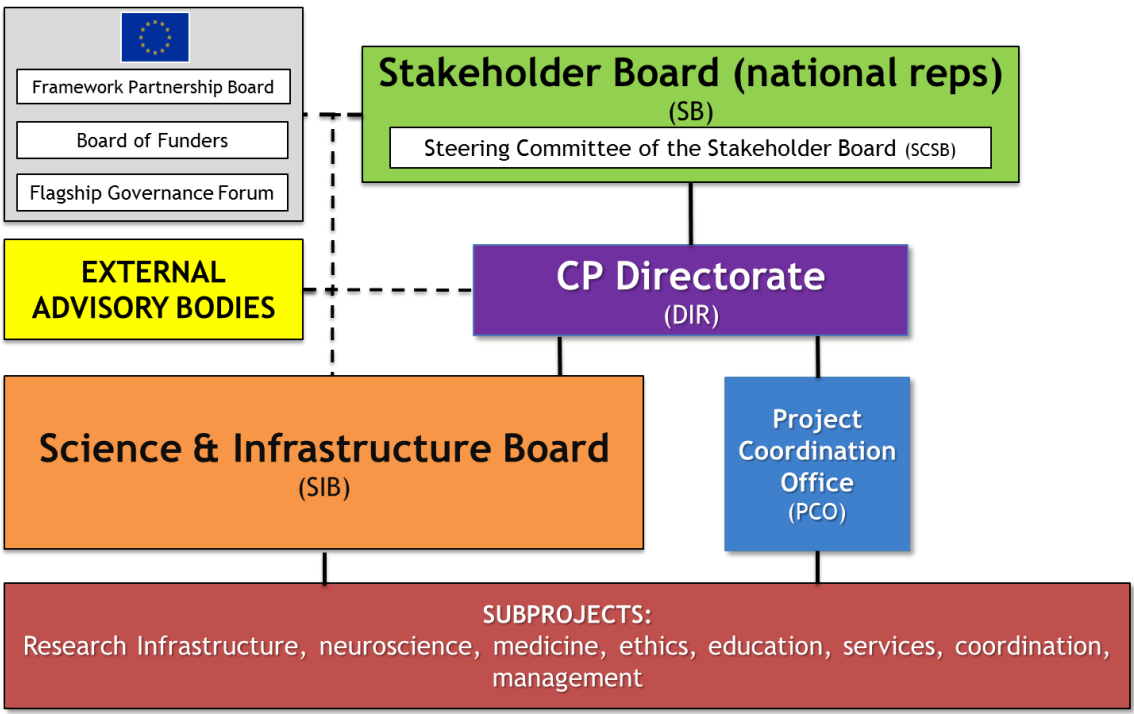 Framework Partnership Board
Board of Funders
Flagship Governance Forum
Stakeholder Board (national reps)
(SB)
Steering Committee of the Stakeholder Board (SCSB)
EXTERNAL
ADVISORY BODIES
CP Directorate
(DIR)
Science & Infrastructure Board
(SIB)
Project
Coordination
Office
(PCO)
SUBPROJECTS:
Research Infrastructure, neuroscience, medicine, ethics, education, services, coordination,
management